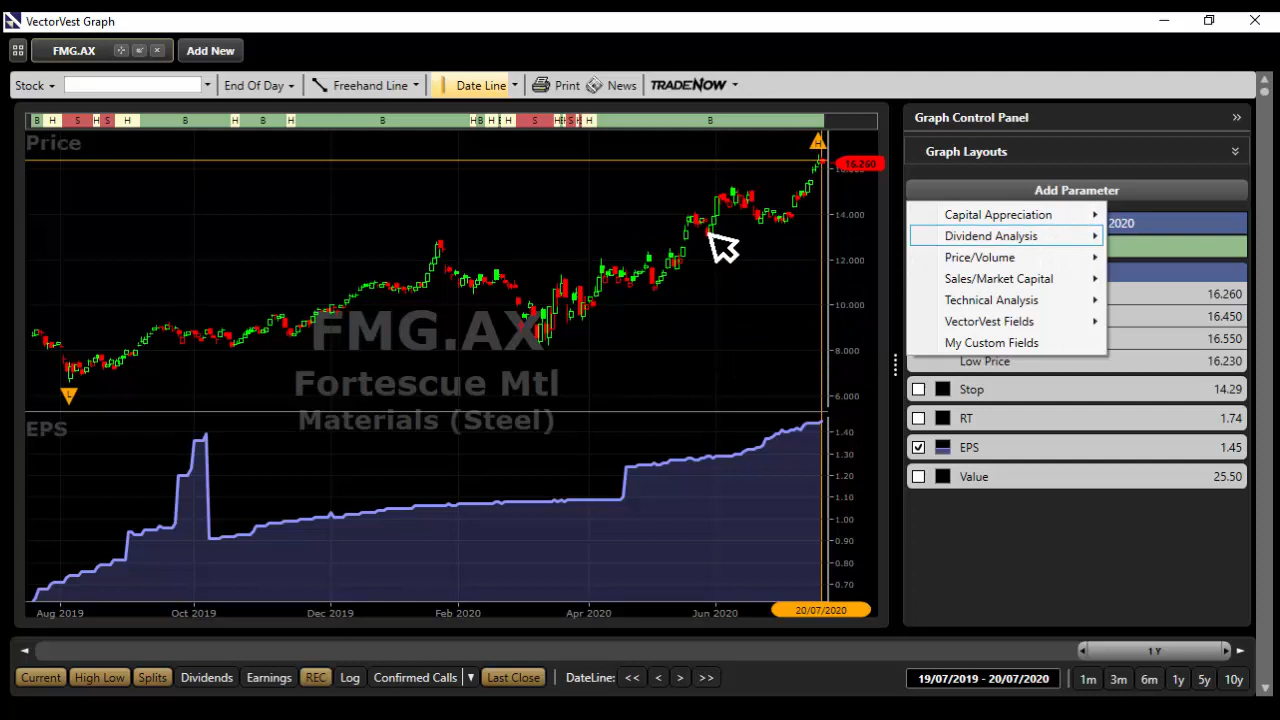 VectorVest Graph
FMG.AX
Add New
Stock
End Of Day
Freehand Line
Date Line
Print
News
TRADENOW
B H S H S H B H B H B H B H H S H S H B
Price
H
16.260
14.000
12.000
10.000
8.000
6.000
L
FMG.AX
Fortescue Mtl
Materials (Steel)
EPS
1.40
1.30
1.20
1.10
1.00
0.90
0.80
0.70
Aug 2019
Oct 2019
Dec 2019
Feb 2020
Apr 2020
Jun 2020
20/07/2020
Graph Control Panel
Graph Layouts
Add Parameter
2020
Capital Appreciation
Dividend Analysis
Price/Volume
Sales/Market Capital
Technical Analysis
VectorVest Fields
My Custom Fields
16.260
16.450
16.550
Low Price 16.230
Stop 14.29
RT 1.74
EPS 1.45
Value 25.50
1 Y
Current
High Low
Splits
Dividends
Earnings
REC
Log
Confirmed Calls
Last Close
DateLine: << < > >>
19/07/2019 - 20/07/2020
1m 3m 6m 1y 5y 10y